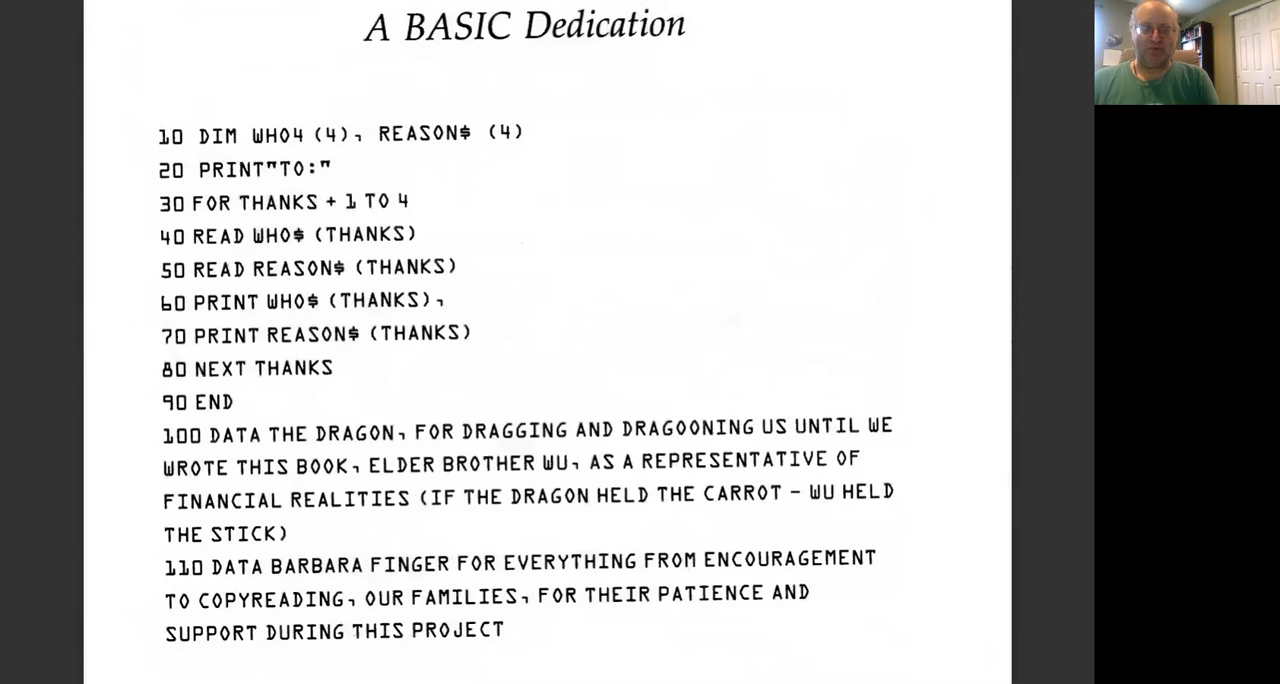 A BASIC Dedication
10 DIM WHO4 (4), REASON$ (4)
20 PRINT"TO:"
30 FOR THANKS + 1 TO 4
40 READ WHO$ (THANKS)
50 READ REASON$ (THANKS)
60 PRINT WHO$ (THANKS),
70 PRINT REASON$ (THANKS)
80 NEXT THANKS
90 END
100 DATA THE DRAGON, FOR DRAGGING AND DRAGOONING US UNTIL WE
WROTE THIS BOOK, ELDER BROTHER WU, AS A REPRESENTATIVE OF
FINANCIAL REALITIES (IF THE DRAGON HELD THE CARROT - WU HELD
THE STICK)
110 DATA BARBARA FINGER FOR EVERYTHING FROM ENCOURAGEMENT
TO COPYREADING, OUR FAMILIES, FOR THEIR PATIENCE AND
SUPPORT DURING THIS PROJECT